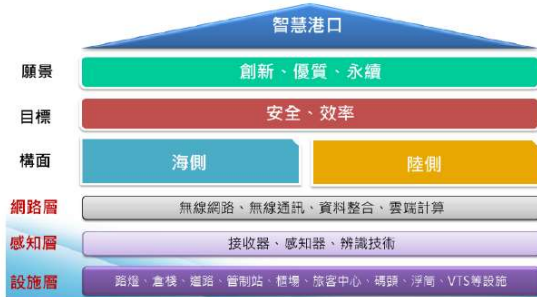 智慧港口
願景 創新、優質、永續
目標 安全、效率
構面 海側 陸側
網路層 無線網路、無線通訊、資料整合、雲端計算
感知層 接收器、感知器、辨識技術
設施層 路燈、倉棧、道路、管制站、櫃場、旅客中心、碼頭、浮筒、VTS等設施